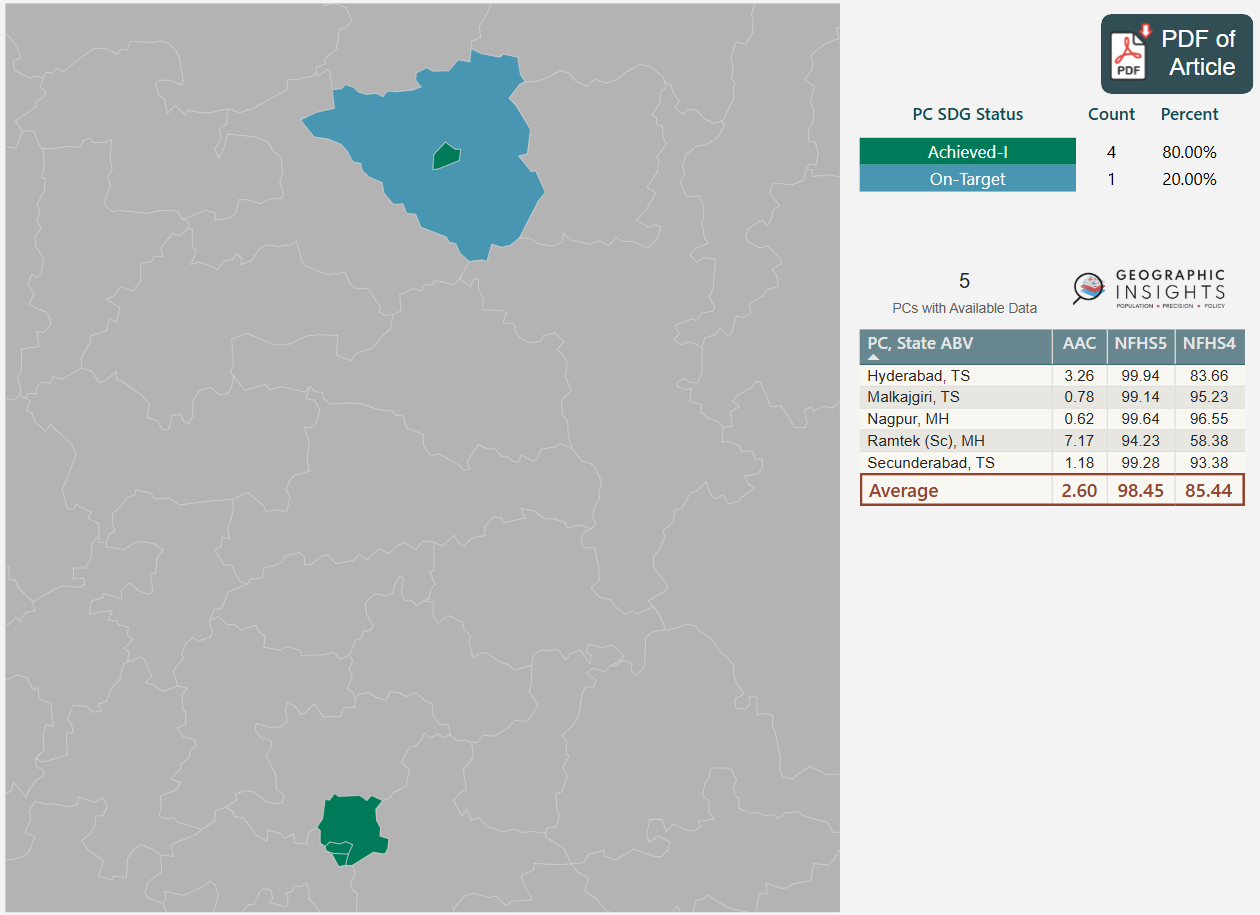 PDF of
Article
PDF
PC SDG Status Count Percent
Achieved-I 4 80.00%
On-Target 1 20.00%
5
PCs with Available Data
GEOGRAPHIC
INSIGHTS
POPULATION • PRECISION • POLICY
PC, State ABV AAC NFHS5 NFHS4
Hyderabad, TS 3.26 99.94 83.66
Malkajgiri, TS 0.78 99.14 95.23
Nagpur, MH 0.62 99.64 96.55
Ramtek (Sc), MH 7.17 94.23 58.38
Secunderabad, TS 1.18 99.28 93.38
Average 2.60 98.45 85.44